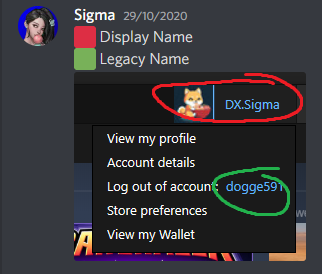 Sigma 29/10/2020
Display Name
Legacy Name
DX.Sigma
View my profile
Account details
Log out of account: dogge591
Store preferences
View my Wallet